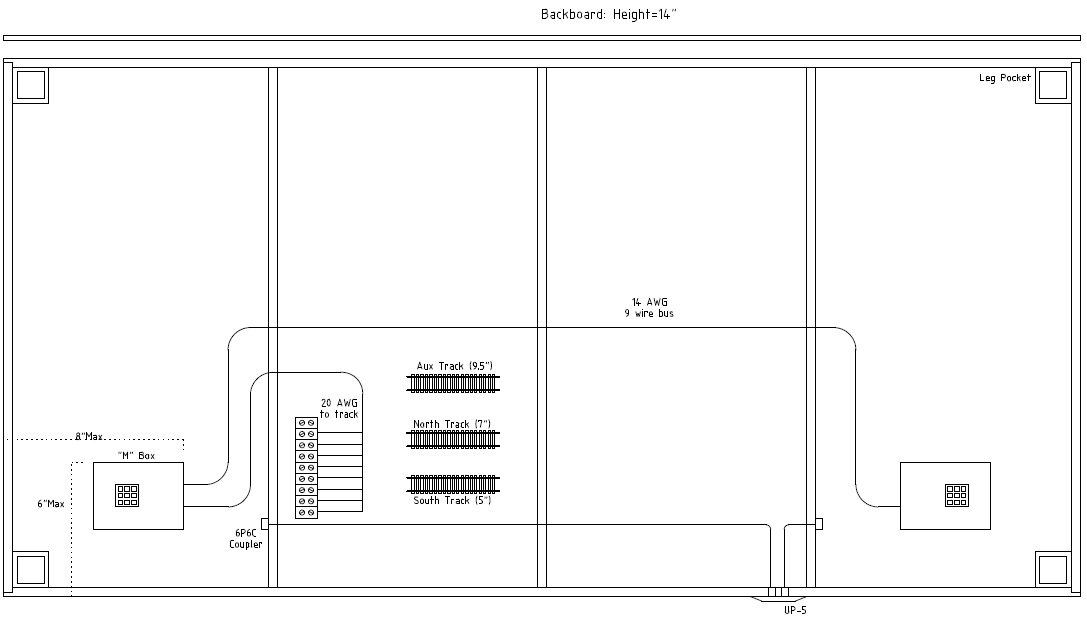 Backboard: Height=14"
Leg Pocket
14 AWG
9 wire bus
Aux Track (9.5")
20 AWG
to track
North Track (7")
8"Max
"M" Box
6"Max
South Track (5")
6P6C
Coupler
UP-5